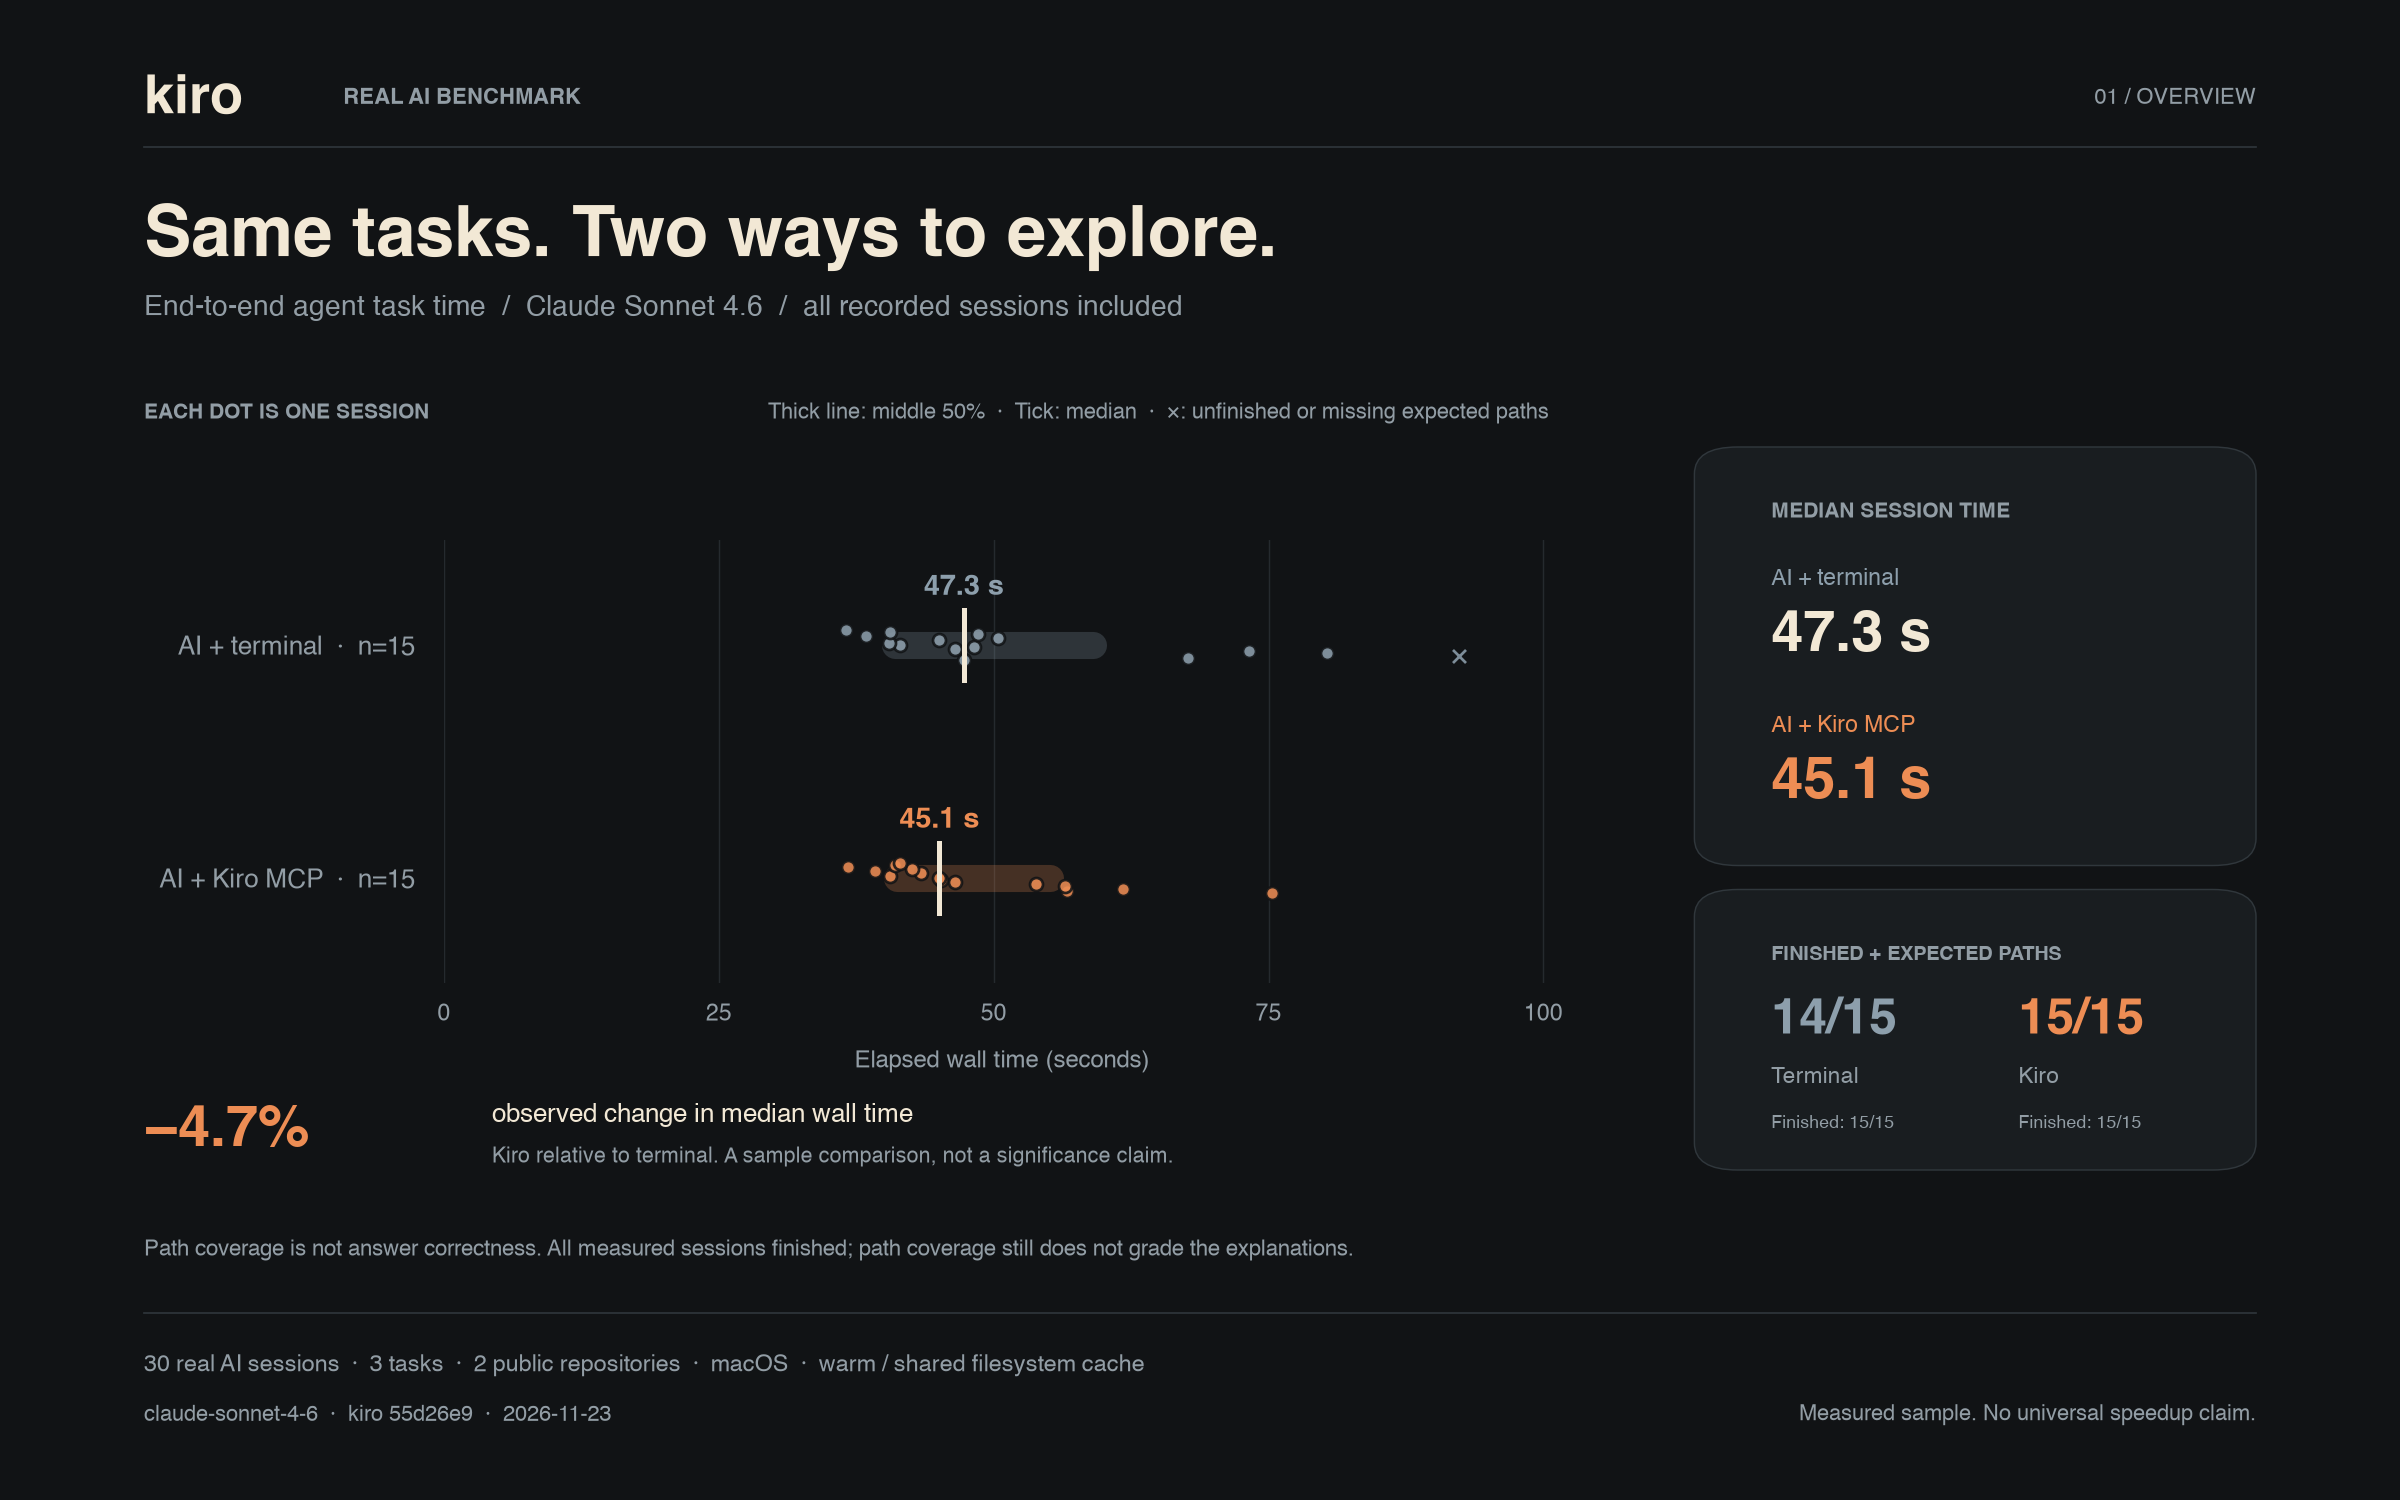 kiro
REAL AI BENCHMARK
01 / OVERVIEW
Same tasks. Two ways to explore.
End-to-end agent task time / Claude Sonnet 4.6 / all recorded sessions included
EACH DOT IS ONE SESSION
Thick line: middle 50% · Tick: median · ×: unfinished or missing expected paths
47.3 s
AI + terminal · n=15
×
45.1 s
AI + Kiro MCP · n=15
0
25
50
75
100
Elapsed wall time (seconds)
MEDIAN SESSION TIME
AI + terminal
47.3 s
AI + Kiro MCP
45.1 s
FINISHED + EXPECTED PATHS
14/15
15/15
Terminal
Kiro
Finished: 15/15
Finished: 15/15
–4.7%
observed change in median wall time
Kiro relative to terminal. A sample comparison, not a significance claim.
Path coverage is not answer correctness. All measured sessions finished; path coverage still does not grade the explanations.
30 real AI sessions · 3 tasks · 2 public repositories · macOS · warm / shared filesystem cache
claude-sonnet-4-6 · kiro 55d26e9 · 2026-11-23
Measured sample. No universal speedup claim.